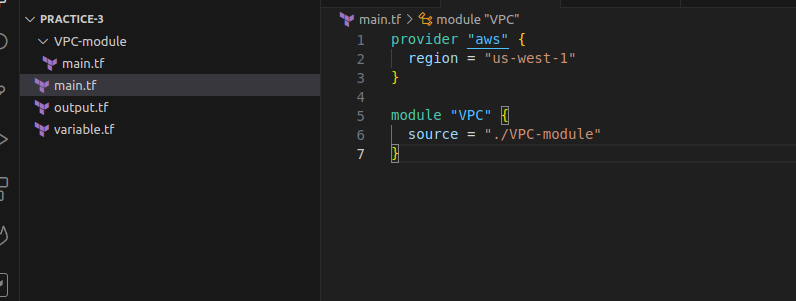 PRACTICE-3
VPC-module
main.tf
main.tf
output.tf
variable.tf
main.tf > module "VPC"
1 provider "aws" {
2 region = "us-west-1"
3 }
4
5 module "VPC" {
6 source = "./VPC-module"
7 }